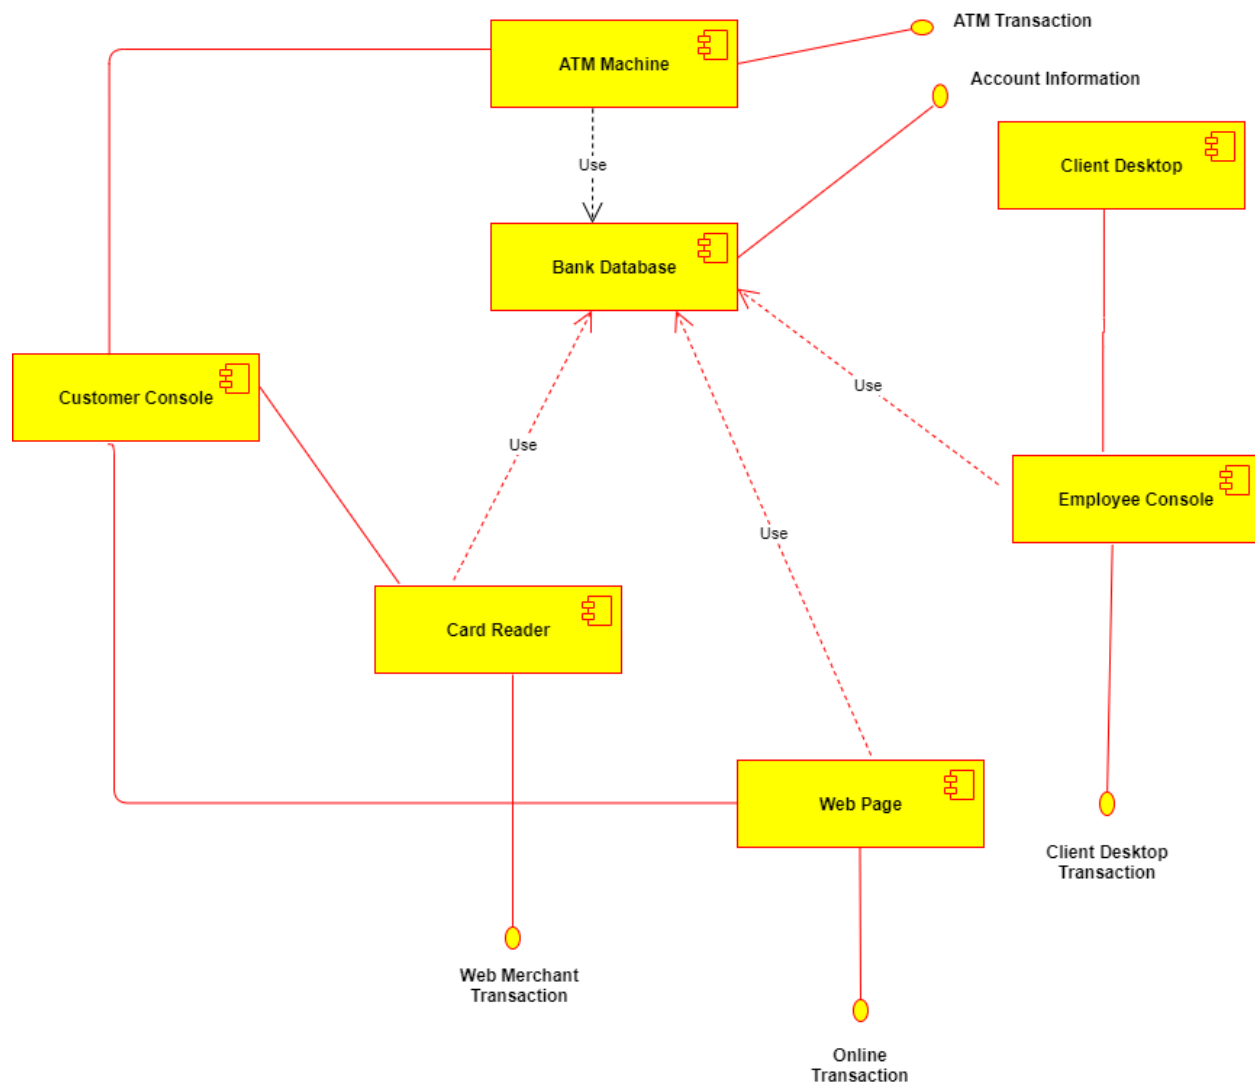 ATM Transaction
ATM Machine
Account Information
Client Desktop
Use
Bank Database
Use
Customer Console
Use
Employee Console
Use
Card Reader
Web Page
Client Desktop
Transaction
Web Merchant
Transaction
Online
Transaction